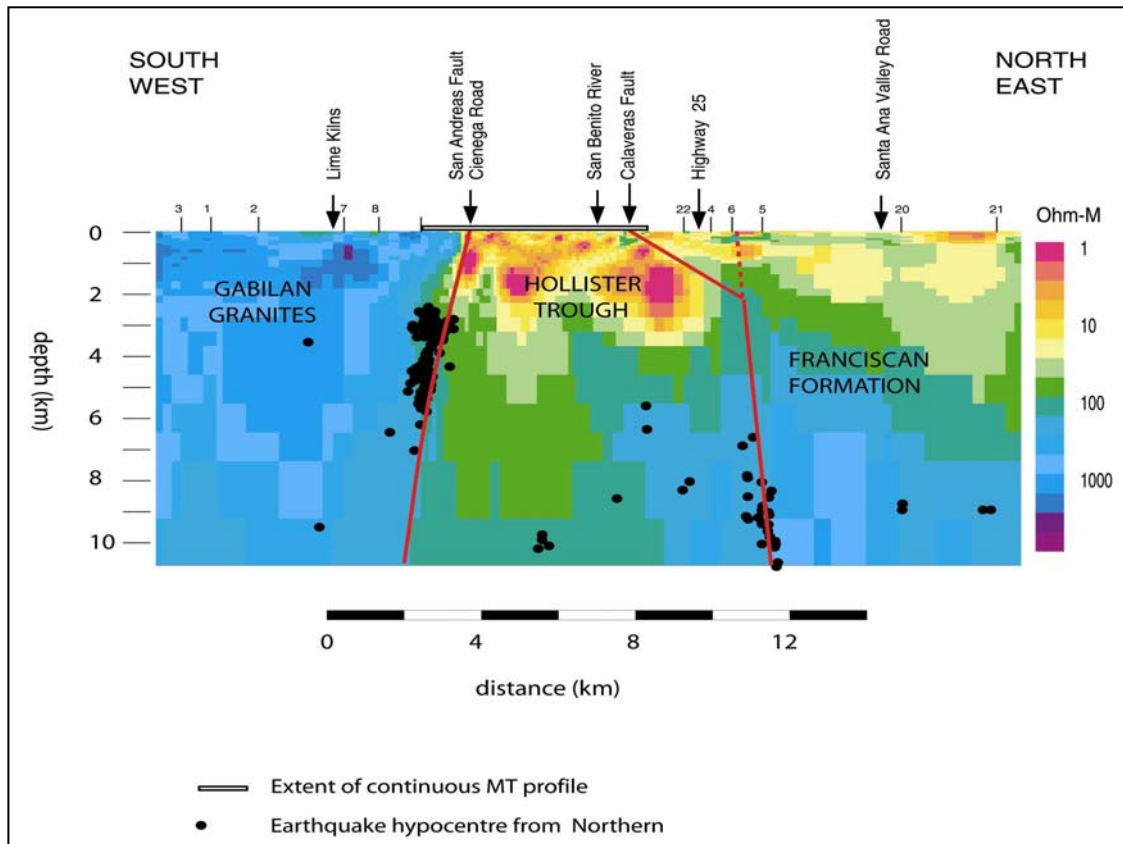 SOUTH
WEST
NORTH
EAST
Lime Kilns
San Andreas Fault
Cienega Road
San Benito River
Calaveras Fault
Highway 25
Santa Ana Valley Road
3 1 2 7 8 22 4 6 5 20 21
Ohm-M
1
10
100
1000
0
2
4
6
8
10
depth (km)
GABILAN
GRANITES
HOLLISTER
TROUGH
FRANCISCAN
FORMATION
0 4 8 12
distance (km)
Extent of continuous MT profile
Earthquake hypocentre from Northern